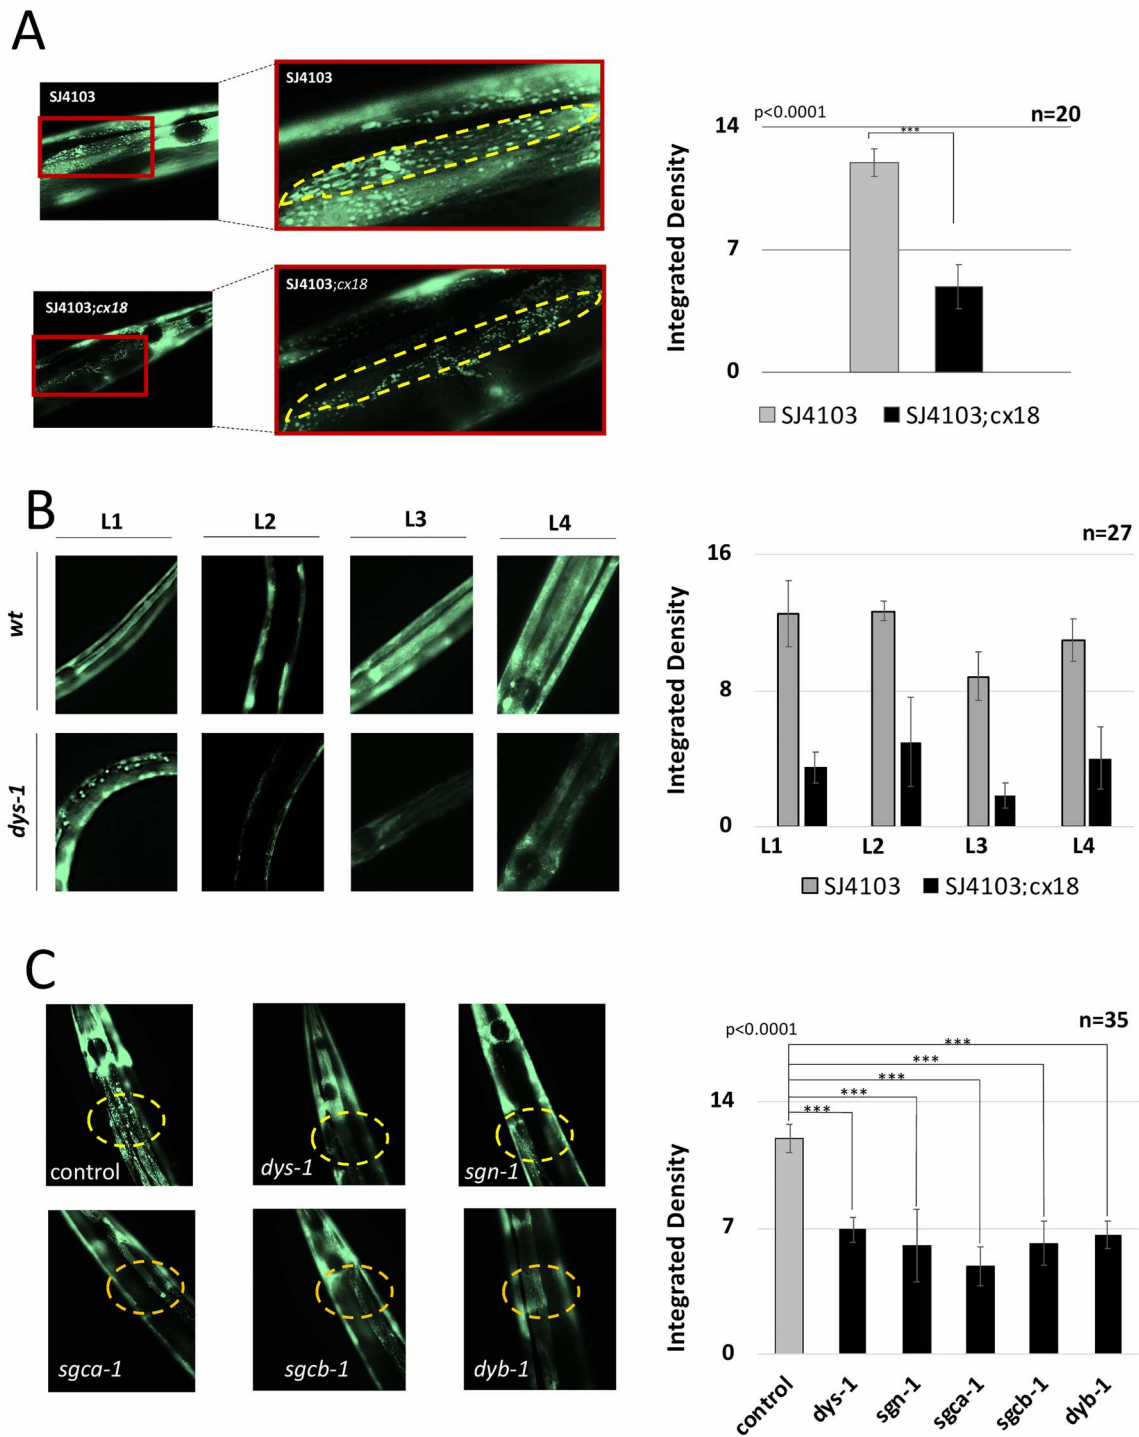 A
SJ4103
SJ4103
SJ4103;cx18
SJ4103;cx18
p<0.0001
n=20
14
***
7
0
Integrated Density
SJ4103
SJ4103;cx18
B
L1 L2 L3 L4
wt
dys-1
n=27
16
8
0
Integrated Density
L1 L2 L3 L4
SJ4103
SJ4103;cx18
C
control
dys-1
sgn-1
sgca-1
sgcb-1
dyb-1
p<0.0001
n=35
***
***
***
***
***
14
7
0
Integrated Density
control
dys-1
sgn-1
sgca-1
sgcb-1
dyb-1